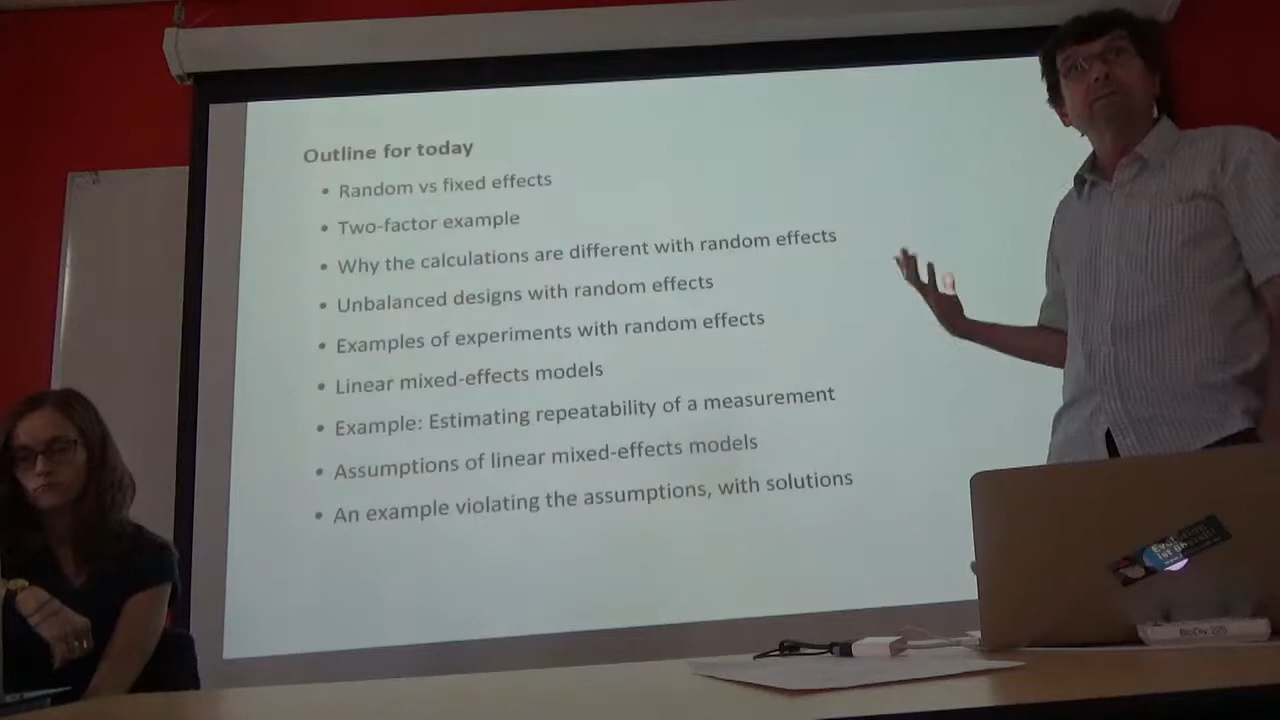 Outline for today
• Random vs fixed effects
• Two-factor example
• Why the calculations are different with random effects
• Unbalanced designs with random effects
• Examples of experiments with random effects
• Linear mixed-effects models
• Example: Estimating repeatability of a measurement
• Assumptions of linear mixed-effects models
• An example violating the assumptions, with solutions